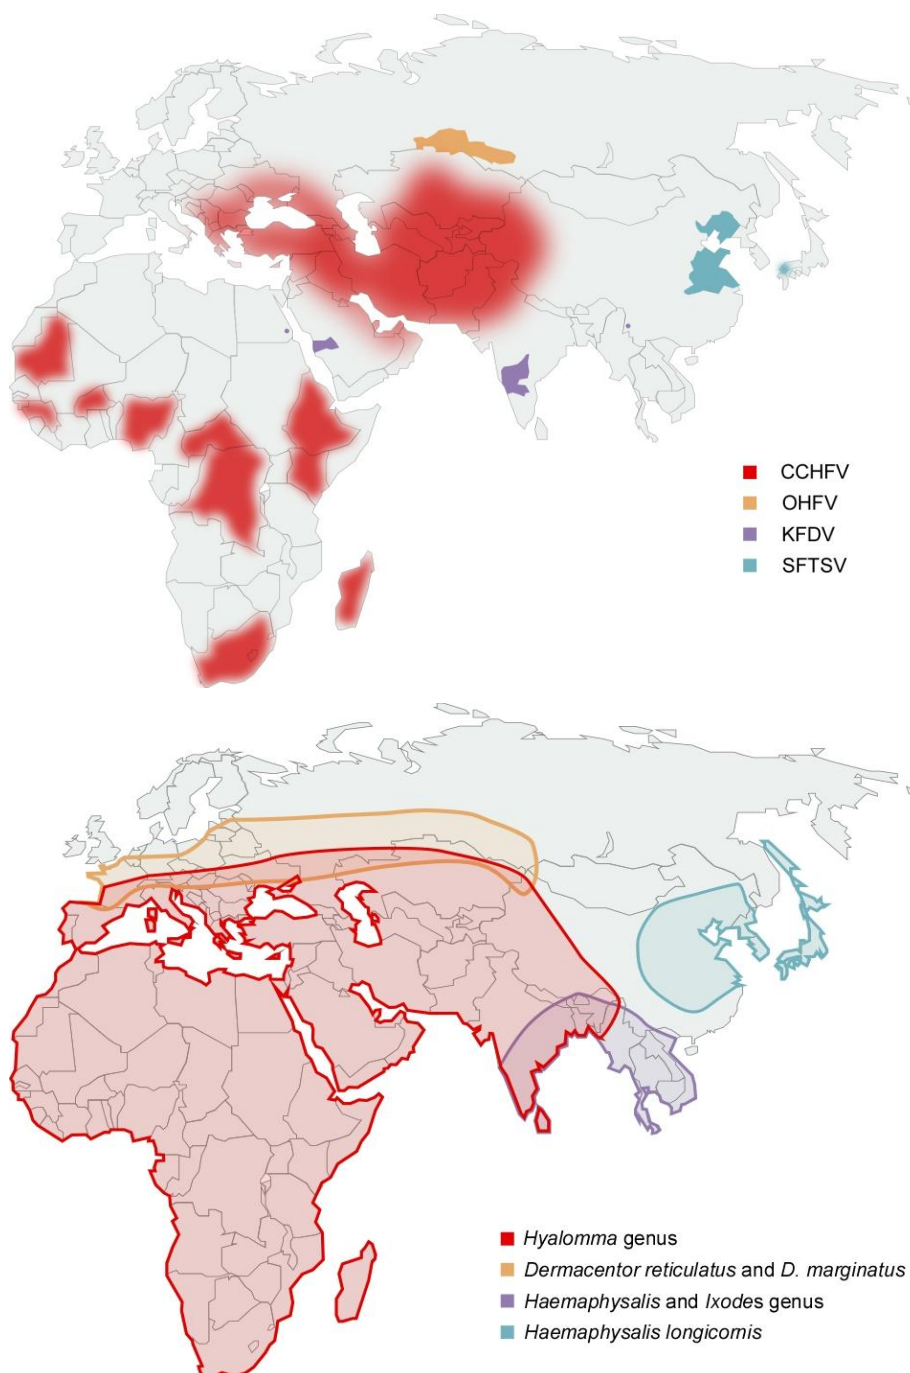 CCHFV
OHFV
KFDV
SFTSV
Hyalomma genus
Dermacentor reticulatus and D. marginatus
Haemaphysalis and Ixodes genus
Haemaphysalis longicornis